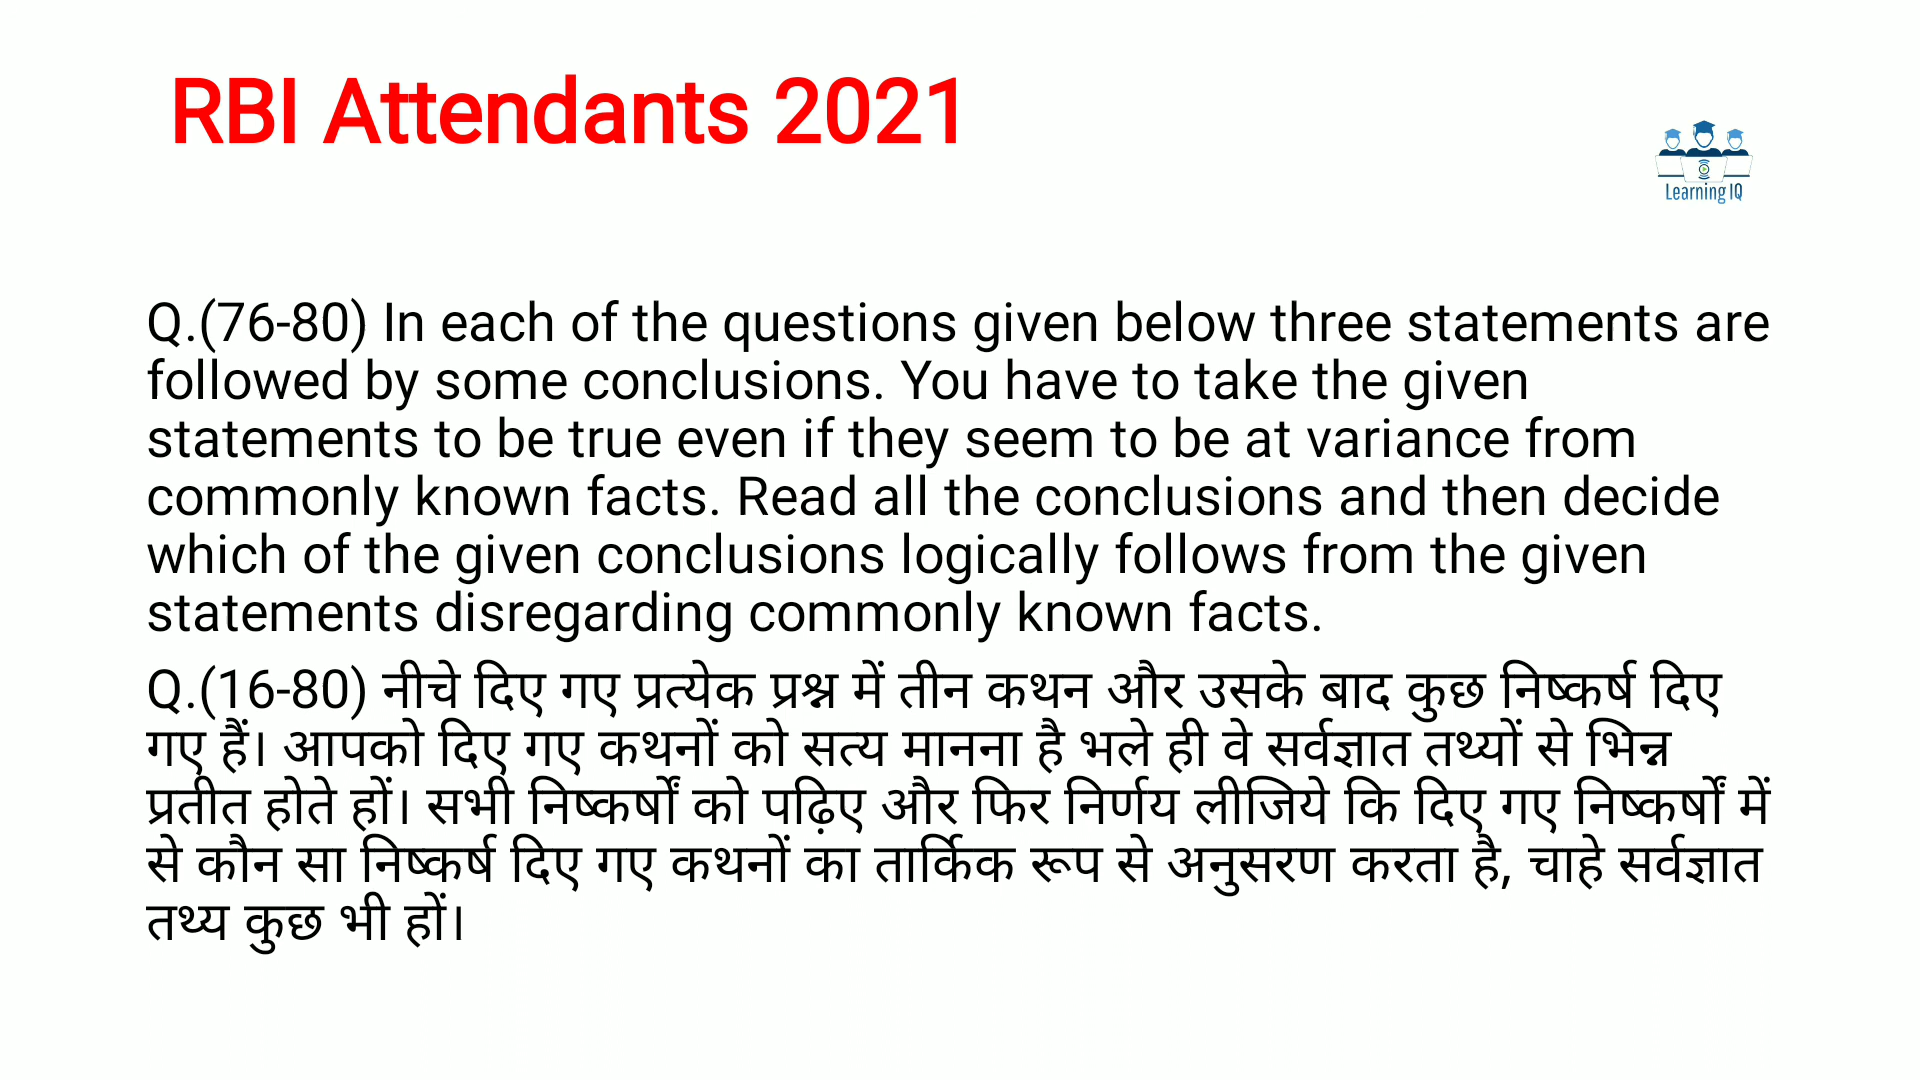 RBI Attendants 2021
Learning IQ
Q.(76-80) In each of the questions given below three statements are
followed by some conclusions. You have to take the given
statements to be true even if they seem to be at variance from
commonly known facts. Read all the conclusions and then decide
which of the given conclusions logically follows from the given
statements disregarding commonly known facts.
Q.(16-80) नीचे दिए गए प्रत्येक प्रश्न में तीन कथन और उसके बाद कुछ निष्कर्ष दिए
गए हैं। आपको दिए गए कथनों को सत्य मानना है भले ही वे सर्वज्ञात तथ्यों से भिन्न
प्रतीत होते हों। सभी निष्कर्षों को पढ़िए और फिर निर्णय लीजिये कि दिए गए निष्कर्षों में
से कौन सा निष्कर्ष दिए गए कथनों का तार्किक रूप से अनुसरण करता है, चाहे सर्वज्ञात
तथ्य कुछ भी हों।